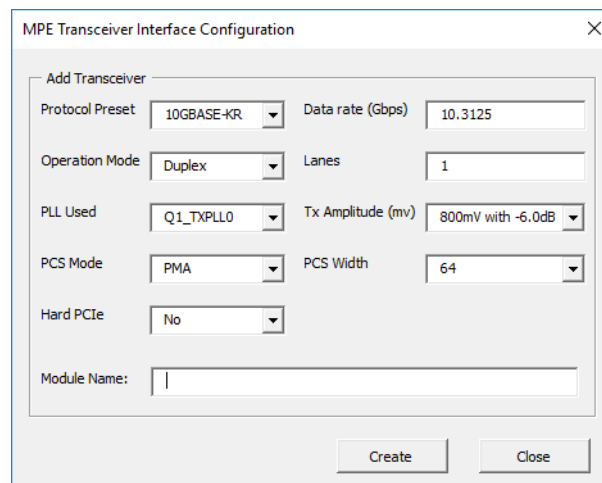 MPE Transceiver Interface Configuration
Add Transceiver
Protocol Preset 10GBASE-KR Data rate (Gbps) 10.3125
Operation Mode Duplex Lanes 1
PLL Used Q1_TXPLL0 Tx Amplitude (mv) 800mV with -6.0dB
PCS Mode PMA PCS Width 64
Hard PCIe No
Module Name:
Create Close